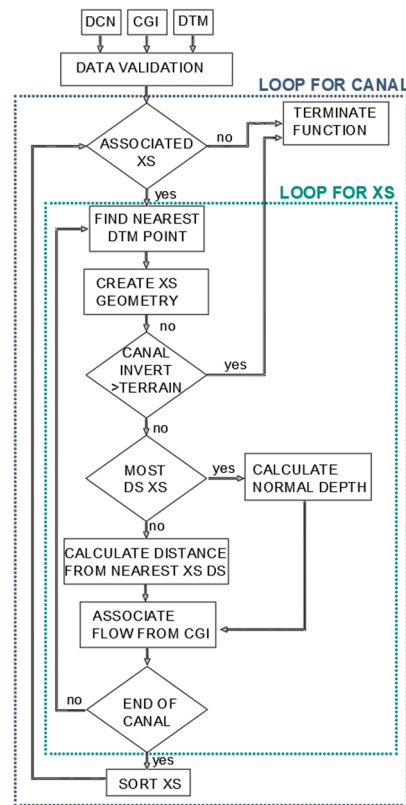 DCN
CGI
DTM
DATA VALIDATION
LOOP FOR CANAL
TERMINATE
FUNCTION
ASSOCIATED
XS
no
yes
LOOP FOR XS
FIND NEAREST
DTM POINT
CREATE XS
GEOMETRY
no
CANAL
INVERT
>TERRAIN
yes
no
MOST
DS XS
yes
CALCULATE
NORMAL DEPTH
no
CALCULATE DISTANCE
FROM NEAREST XS DS
ASSOCIATE
FLOW FROM CGI
no
END OF
CANAL
yes
SORT XS